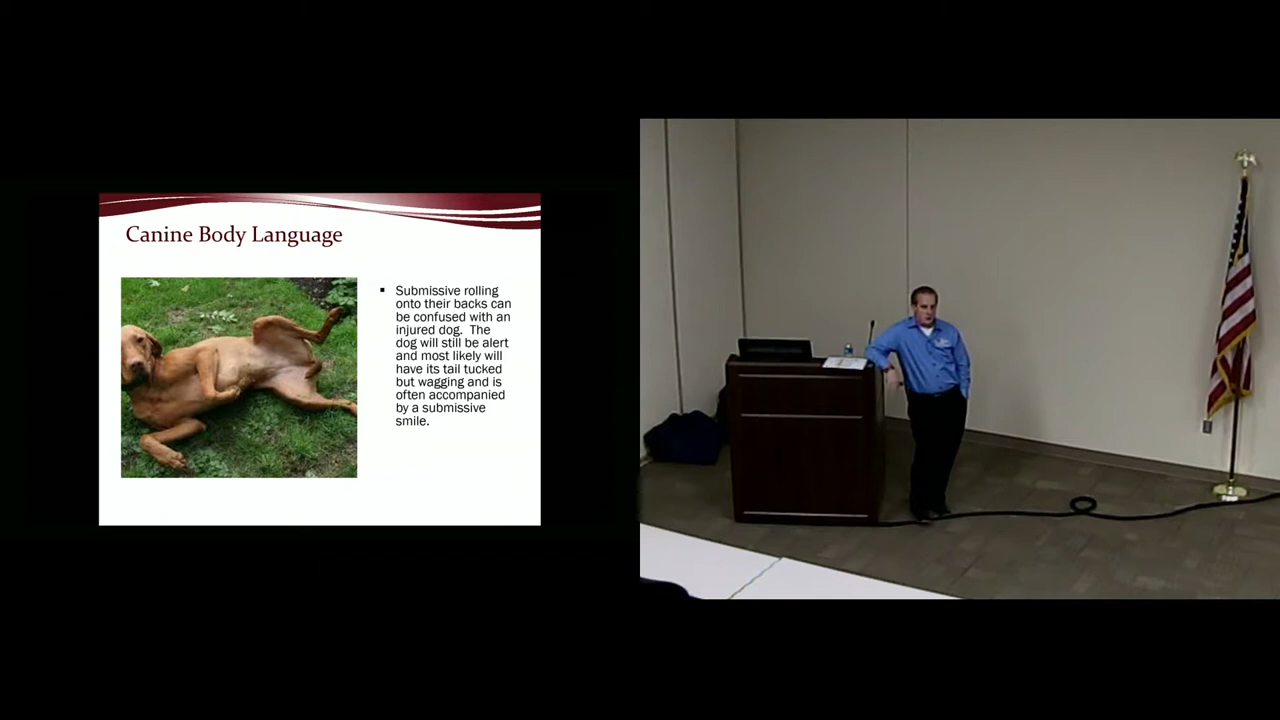 Canine Body Language
▪ Submissive rolling
onto their backs can
be confused with an
injured dog. The
dog will still be alert
and most likely will
have its tail tucked
but wagging and is
often accompanied
by a submissive
smile.